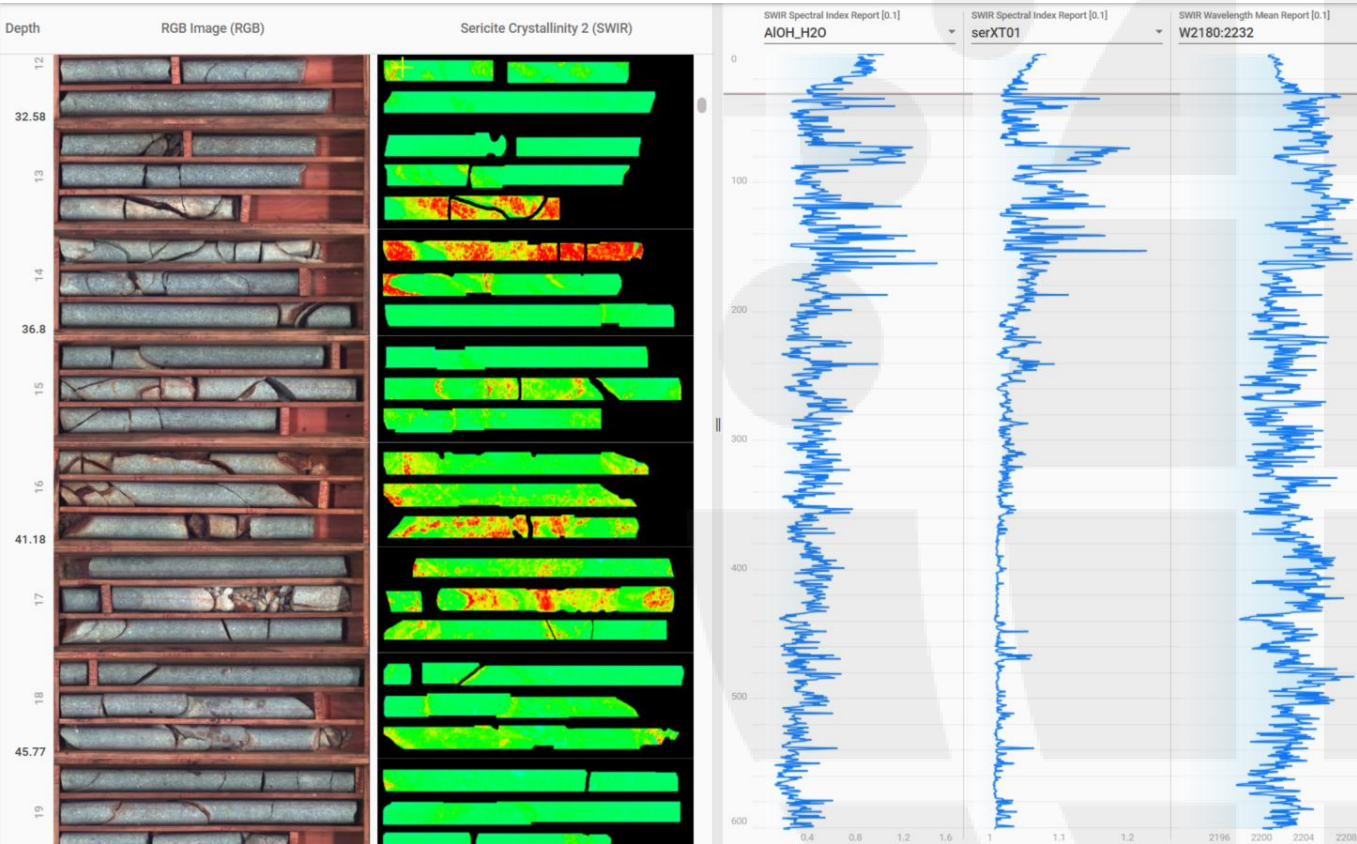 Depth
RGB Image (RGB)
Sericite Crystallinity 2 (SWIR)
12
32.58
13
14
36.8
15
16
41.18
17
18
45.77
19
SWIR Spectral Index Report [0.1]
AlOH_H2O
SWIR Spectral Index Report [0.1]
serXT01
SWIR Wavelength Mean Report [0.1]
W2180:2232
0
100
200
300
400
400
500
600
0.4 0.8 1.2 1.6
1 1.1 1.2
2196 2200 2204 2208